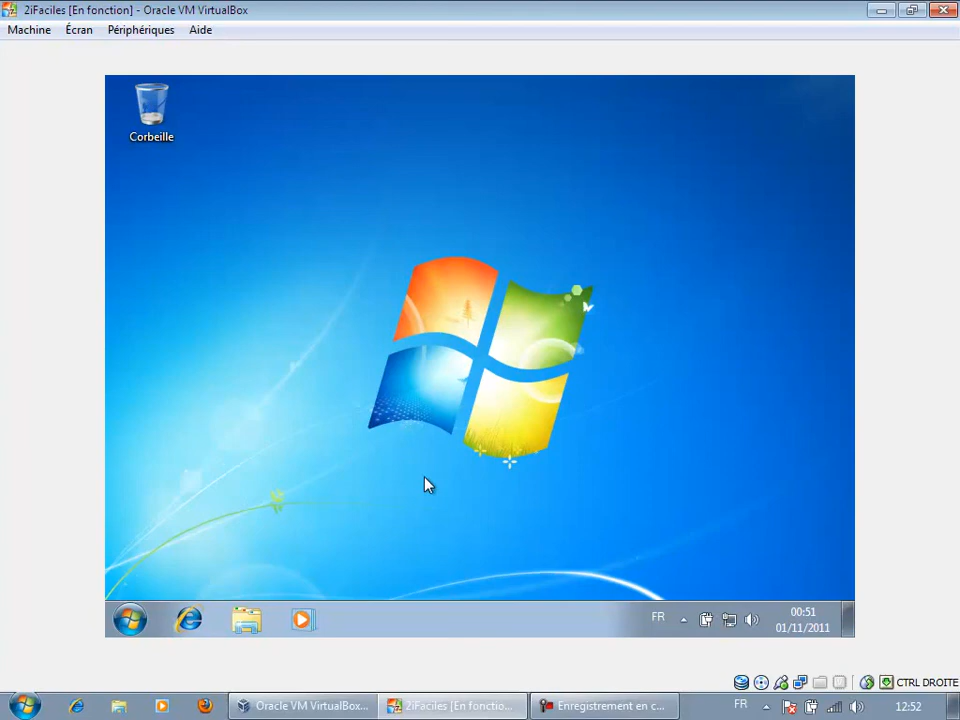 2iFaciles [En fonction] - Oracle VM VirtualBox
Machine Écran Périphériques Aide
Corbeille
FR
00:51
01/11/2011
CTRL DROITE
Oracle VM VirtualBox...
2iFaciles [En fonctio...
Enregistrement en c...
FR
12:52